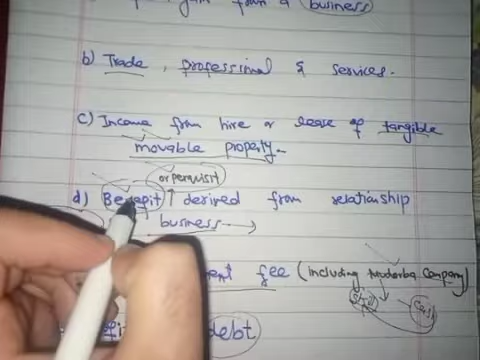 from a business
b) Trade, professional & services.
c) Income from hire or lease of tangible
movable property.
or perquisit
d) Benefit derived from relationship
business
fee (including modarba Company)
debt